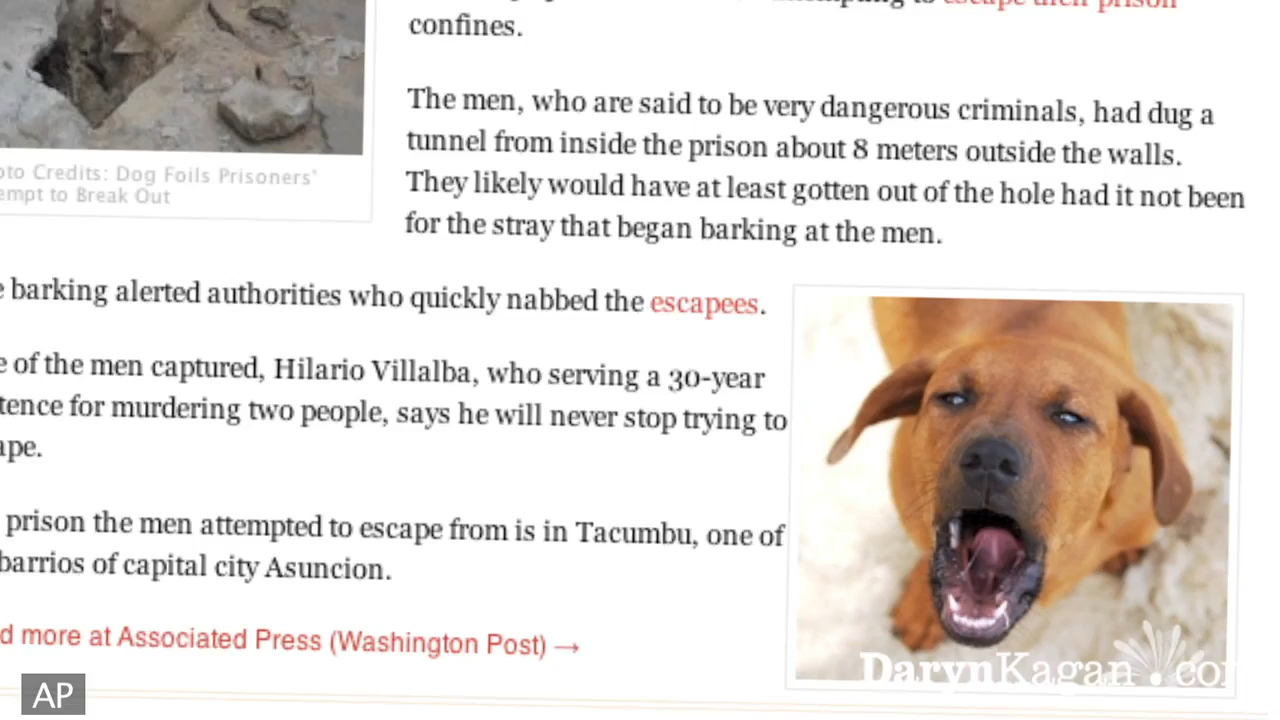 escape their prison
confines.
The men, who are said to be very dangerous criminals, had dug a
tunnel from inside the prison about 8 meters outside the walls.
They likely would have at least gotten out of the hole had it not been
for the stray that began barking at the men.
oto Credits: Dog Foils Prisoners'
empt to Break Out
e barking alerted authorities who quickly nabbed the escapees.
e of the men captured, Hilario Villalba, who serving a 30-year
tence for murdering two people, says he will never stop trying to
ape.
prison the men attempted to escape from is in Tacumbu, one of
barrios of capital city Asuncion.
d more at Associated Press (Washington Post) →
DarynKagan.com
AP